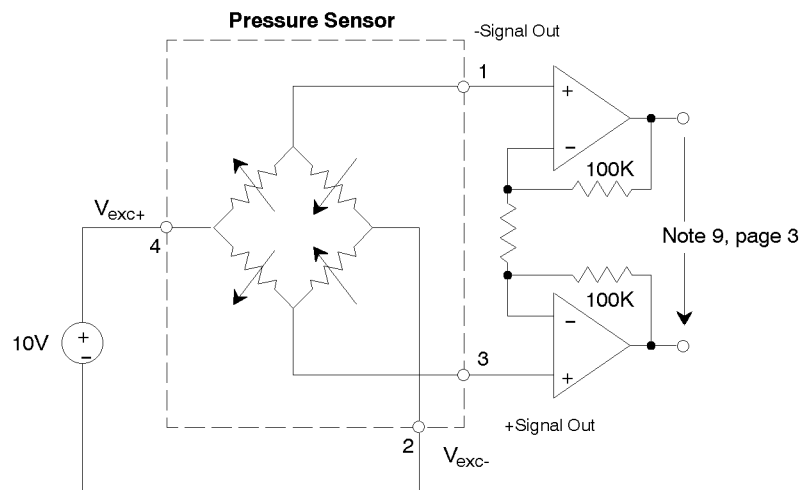 Pressure Sensor
-Signal Out
1
+
−
100K
Vexc+
4
Note 9, page 3
100K
10V
+
−
−
3
+
+Signal Out
2
Vexc-